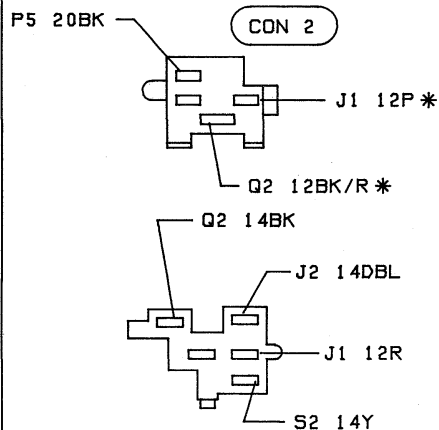 P5 20BK
CON 2
J1 12P *
Q2 12BK/R *
Q2 14BK
J2 14DBL
J1 12R
S2 14Y